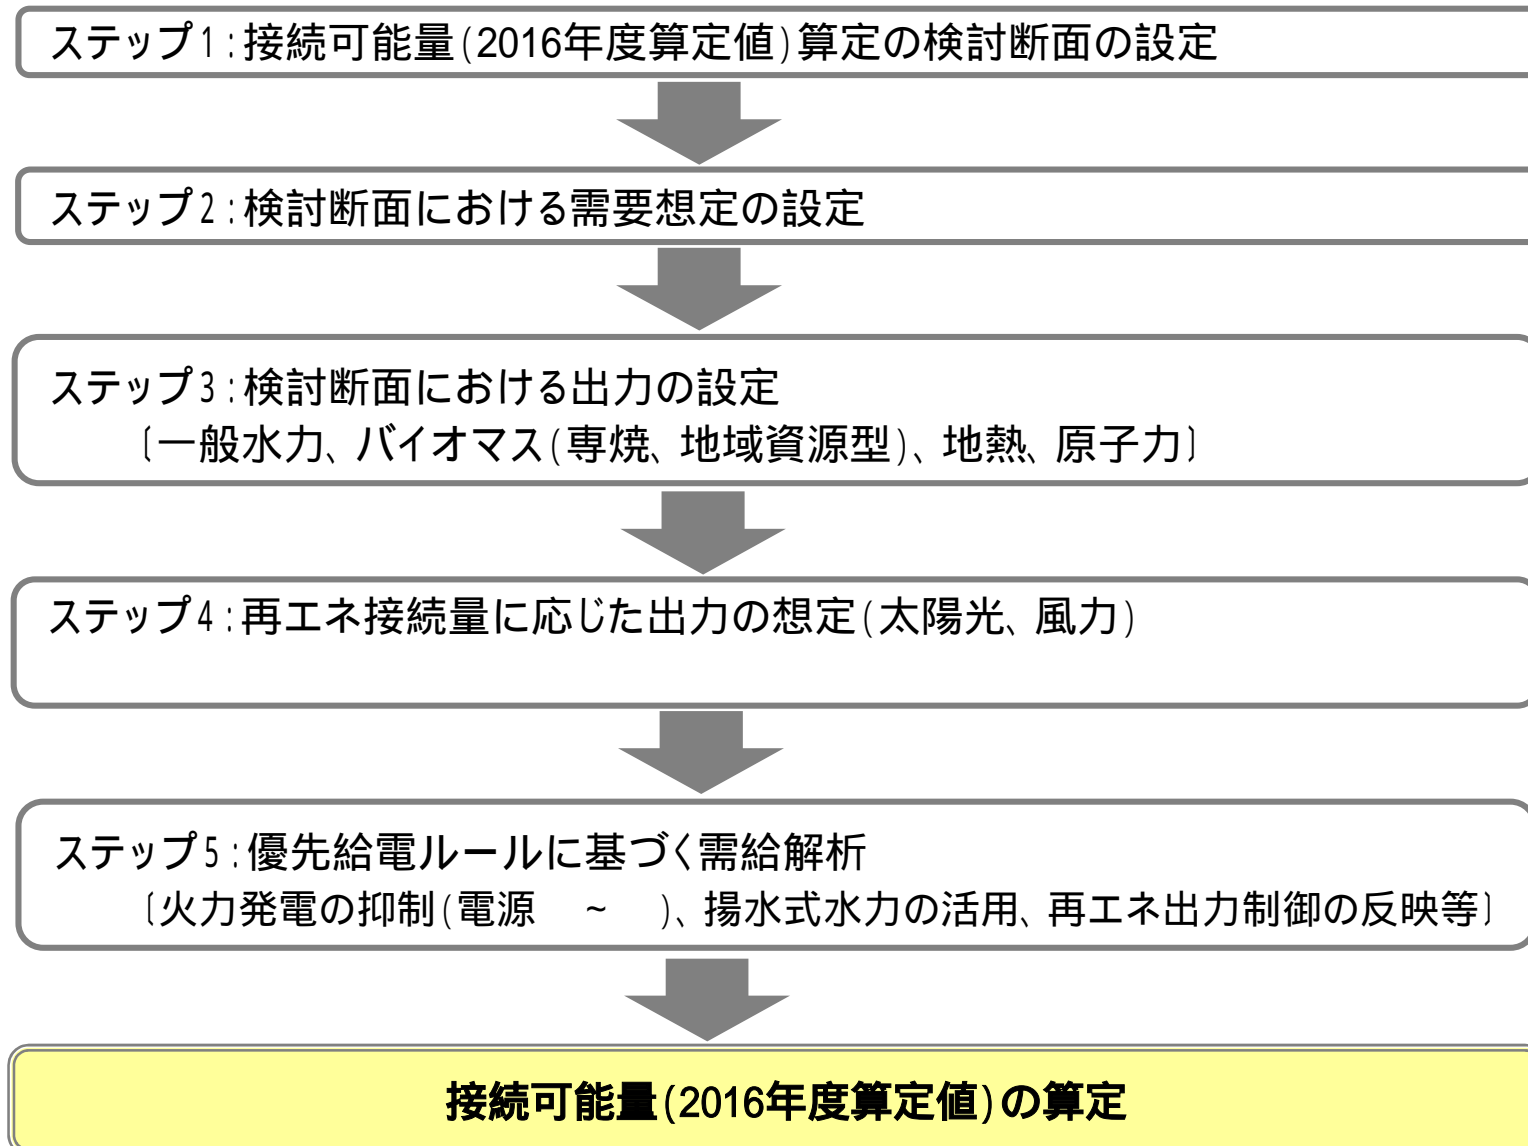 ステップ1:接続可能量(2016年度算定値)算定の検討断面の設定
ステップ2:検討断面における需要想定の設定
ステップ3:検討断面における出力の設定
〔一般水力、バイオマス(専焼、地域資源型)、地熱、原子力〕
ステップ4:再エネ接続量に応じた出力の想定(太陽光、風力)
ステップ5:優先給電ルールに基づく需給解析
〔火力発電の抑制(電源　~　)、揚水式水力の活用、再エネ出力制御の反映等〕
接続可能量(2016年度算定値)の算定